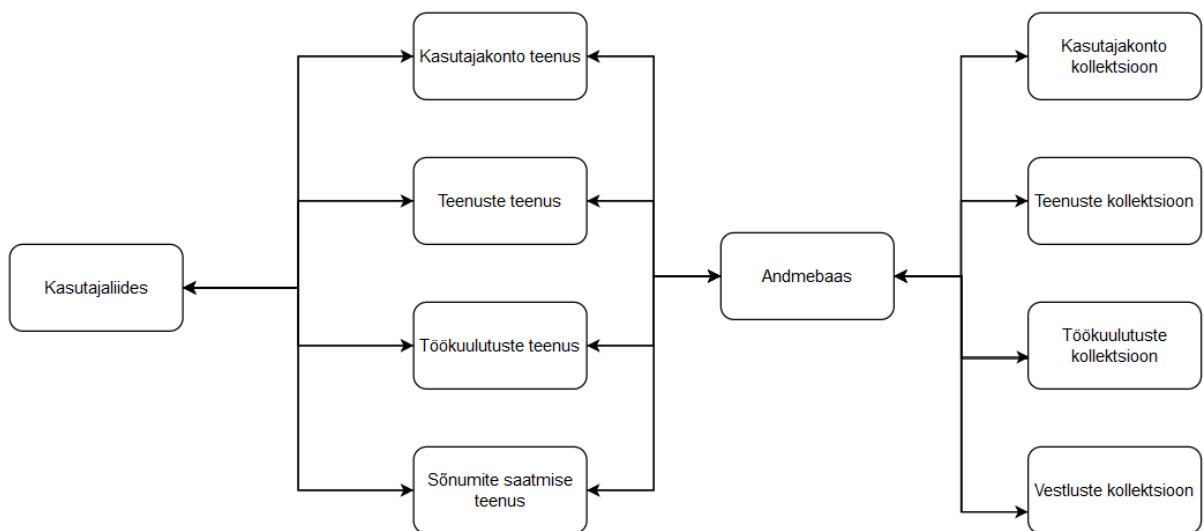 Kasutajaliides
Kasutajakonto teenus
Teenuste teenus
Töökuulutuste teenus
Sõnumite saatmise
teenus
Andmebaas
Kasutajakonto
kollektsioon
Teenuste kollektsioon
Töökuulutuste
kollektsioon
Vestluste kollektsioon